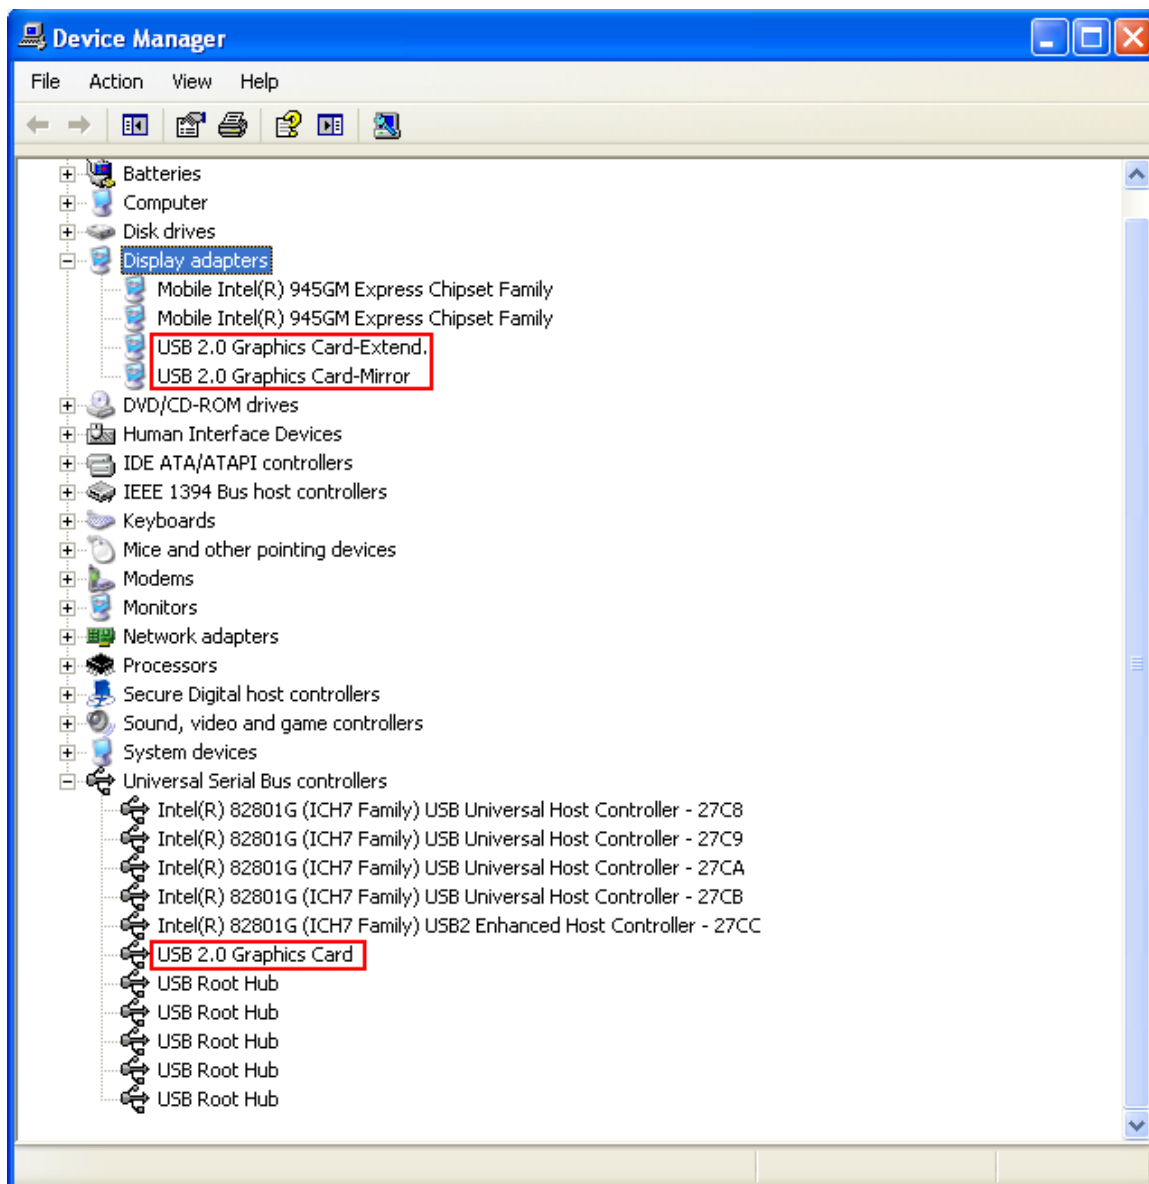 Device Manager
File Action View Help
Batteries
Computer
Disk drives
Display adapters
Mobile Intel(R) 945GM Express Chipset Family
Mobile Intel(R) 945GM Express Chipset Family
USB 2.0 Graphics Card-Extend.
USB 2.0 Graphics Card-Mirror
DVD/CD-ROM drives
Human Interface Devices
IDE ATA/ATAPI controllers
IEEE 1394 Bus host controllers
Keyboards
Mice and other pointing devices
Modems
Monitors
Network adapters
Processors
Secure Digital host controllers
Sound, video and game controllers
System devices
Universal Serial Bus controllers
Intel(R) 82801G (ICH7 Family) USB Universal Host Controller - 27C8
Intel(R) 82801G (ICH7 Family) USB Universal Host Controller - 27C9
Intel(R) 82801G (ICH7 Family) USB Universal Host Controller - 27CA
Intel(R) 82801G (ICH7 Family) USB Universal Host Controller - 27CB
Intel(R) 82801G (ICH7 Family) USB2 Enhanced Host Controller - 27CC
USB 2.0 Graphics Card
USB Root Hub
USB Root Hub
USB Root Hub
USB Root Hub
USB Root Hub